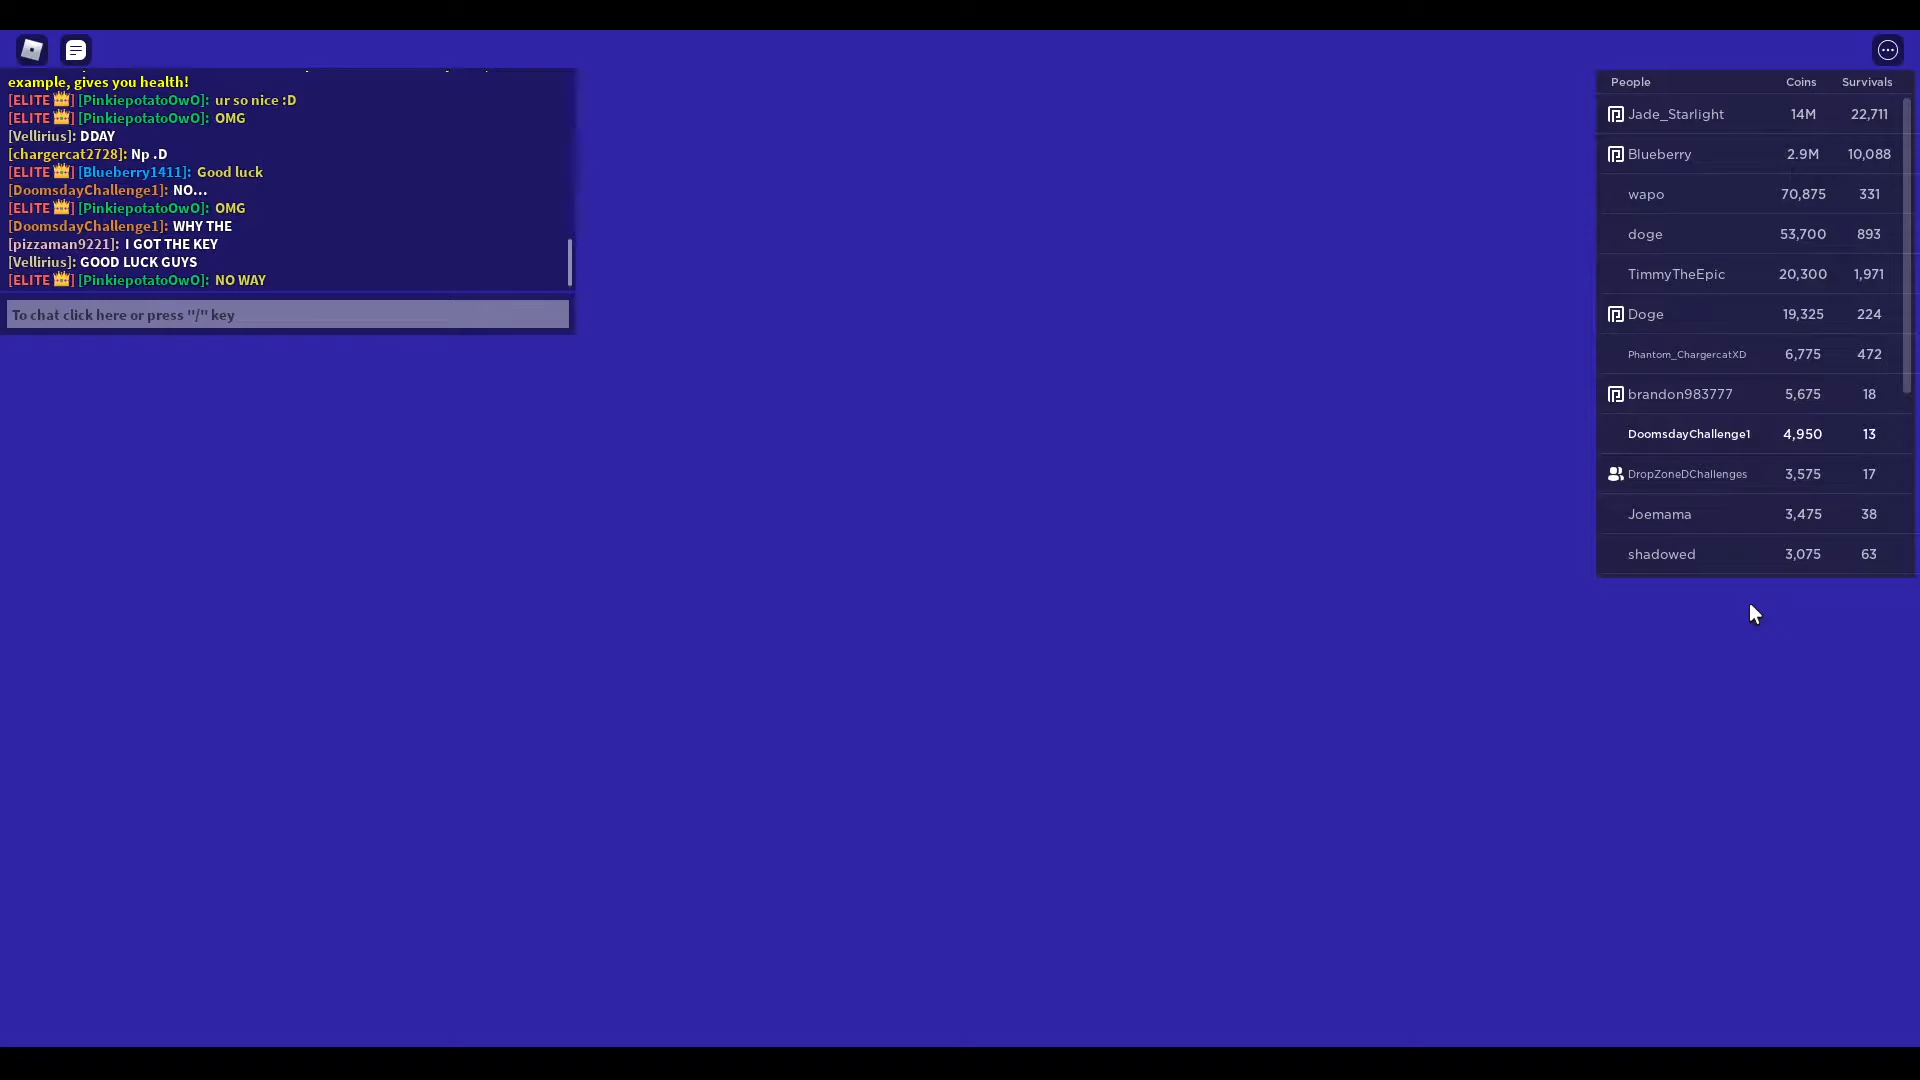 example, gives you health!
[ELITE 👑] [PinkiepotatoOwO]: ur so nice :D
[ELITE 👑] [PinkiepotatoOwO]: OMG
[Vellirius]: DDAY
[chargercat2728]: Np .D
[ELITE 👑] [Blueberry1411]: Good luck
[DoomsdayChallenge1]: NO...
[ELITE 👑] [PinkiepotatoOwO]: OMG
[DoomsdayChallenge1]: WHY THE
[pizzaman9221]: I GOT THE KEY
[Vellirius]: GOOD LUCK GUYS
[ELITE 👑] [PinkiepotatoOwO]: NO WAY
To chat click here or press "/" key
People Coins Survivals
Jade_Starlight 14M 22,711
Blueberry 2.9M 10,088
wapo 70,875 331
doge 53,700 893
TimmyTheEpic 20,300 1,971
Doge 19,325 224
Phantom_ChargercatXD 6,775 472
brandon983777 5,675 18
DoomsdayChallenge1 4,950 13
DropZoneDChallenges 3,575 17
Joemama 3,475 38
shadowed 3,075 63